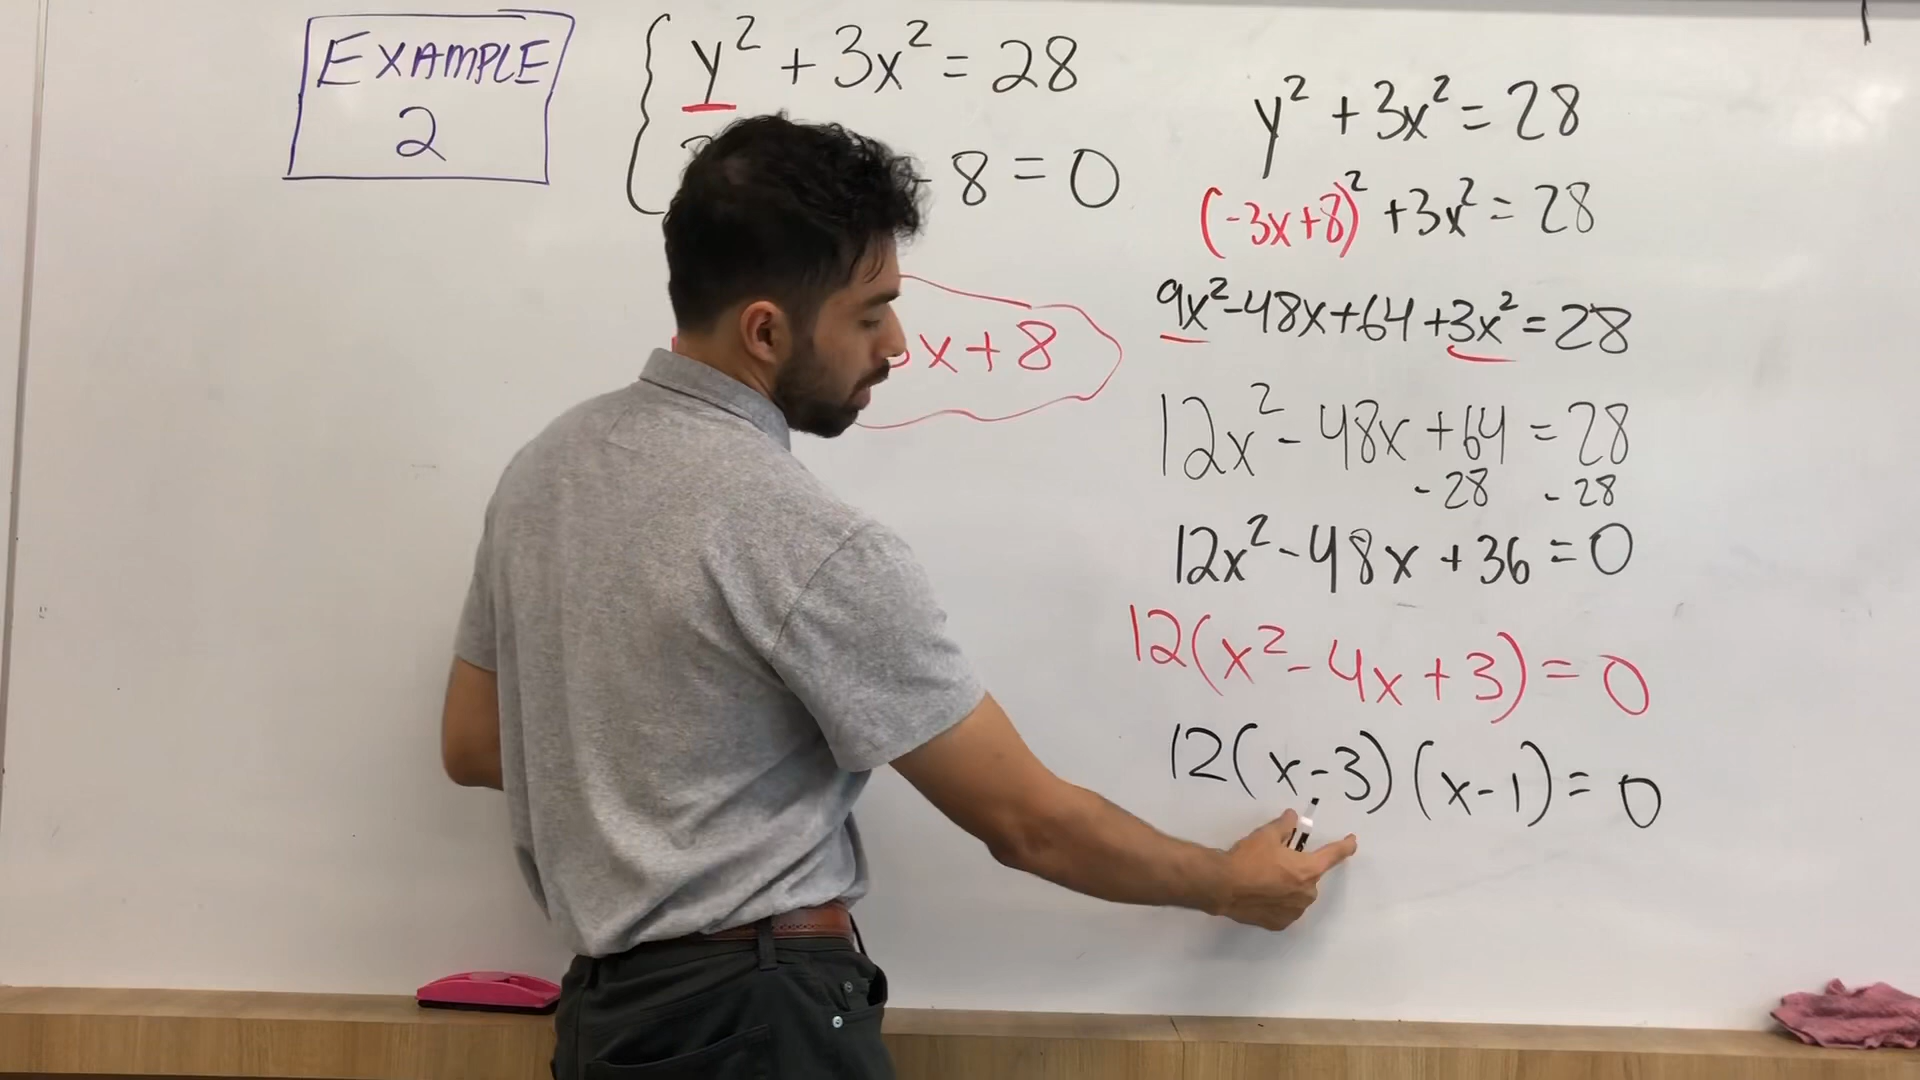 EXAMPLE
2
y² + 3x² = 28
- 8 = 0
x + 8
y² + 3x² = 28
(-3x+8)² + 3x² = 28
9x² - 48x + 64 + 3x² = 28
12x² - 48x + 64 = 28
- 28 - 28
12x² - 48x + 36 = 0
12(x² - 4x + 3) = 0
12(x - 3)(x - 1) = 0